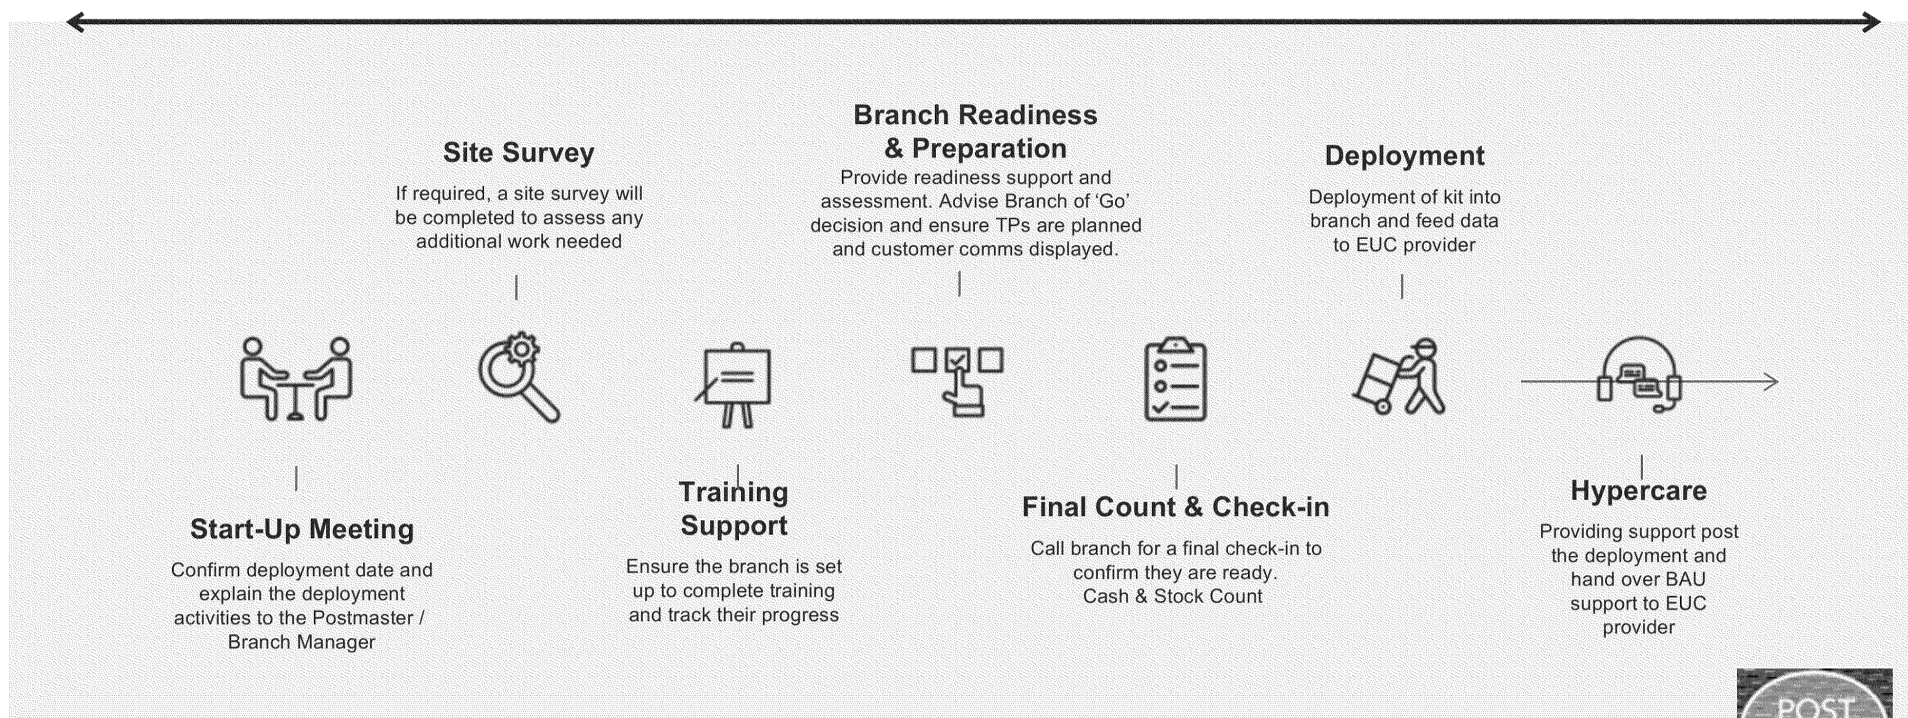 Start-Up Meeting
Confirm deployment date and
explain the deployment
activities to the Postmaster /
Branch Manager
Site Survey
If required, a site survey will
be completed to assess any
additional work needed
Training
Support
Ensure the branch is set
up to complete training
and track their progress
Branch Readiness
& Preparation
Provide readiness support and
assessment. Advise Branch of ‘Go’
decision and ensure TPs are planned
and customer comms displayed.
Final Count & Check-in
Call branch for a final check-in to
confirm they are ready.
Cash & Stock Count
Deployment
Deployment of kit into
branch and feed data
to EUC provider
Hypercare
Providing support post
the deployment and
hand over BAU
support to EUC
provider
POST